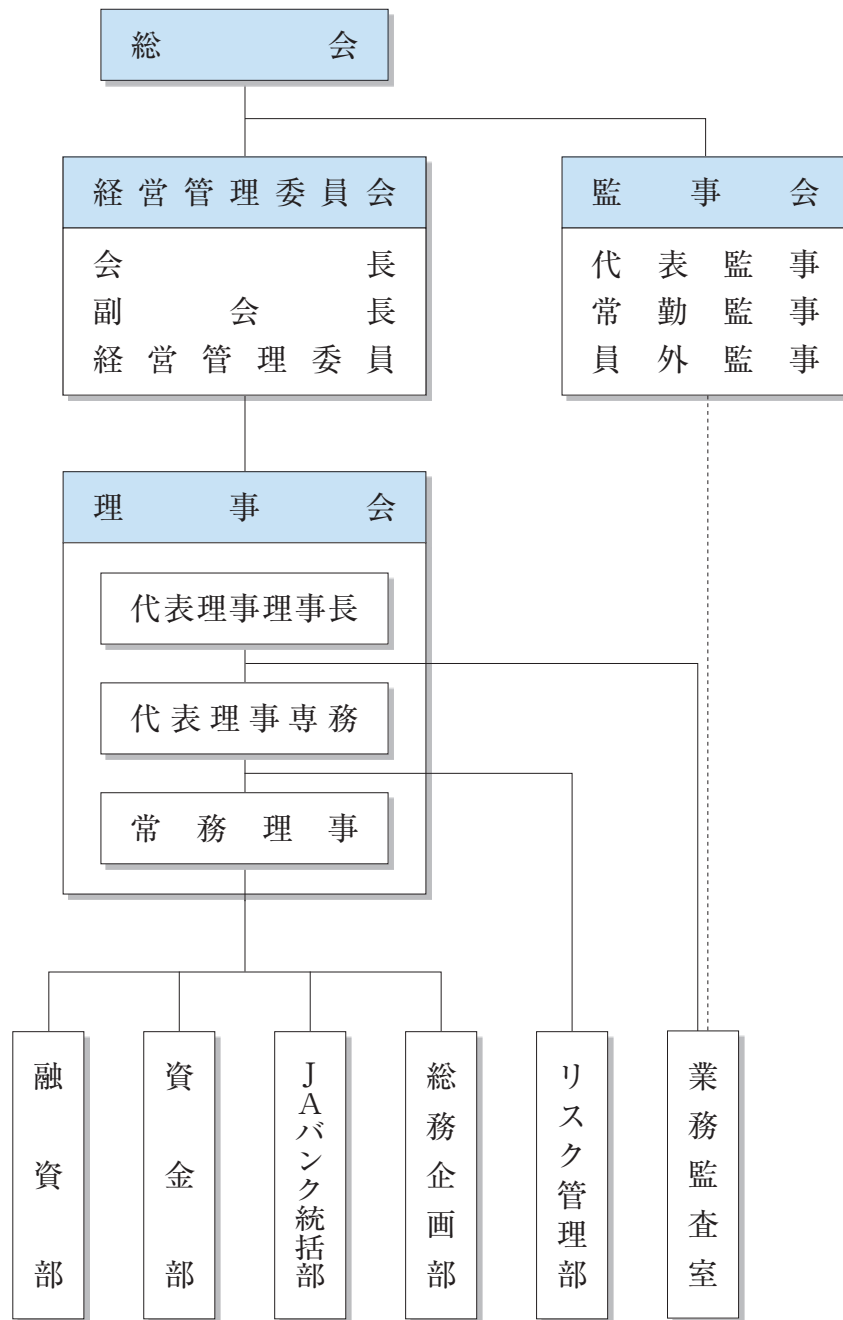 総会
経営管理委員会
会長
副会長
経営管理委員
監事会
代表監事
常勤監事
員外監事
理事会
代表理事理事長
代表理事専務
常務理事
融資部
資金部
JAバンク統括部
総務企画部
リスク管理部
業務監査室